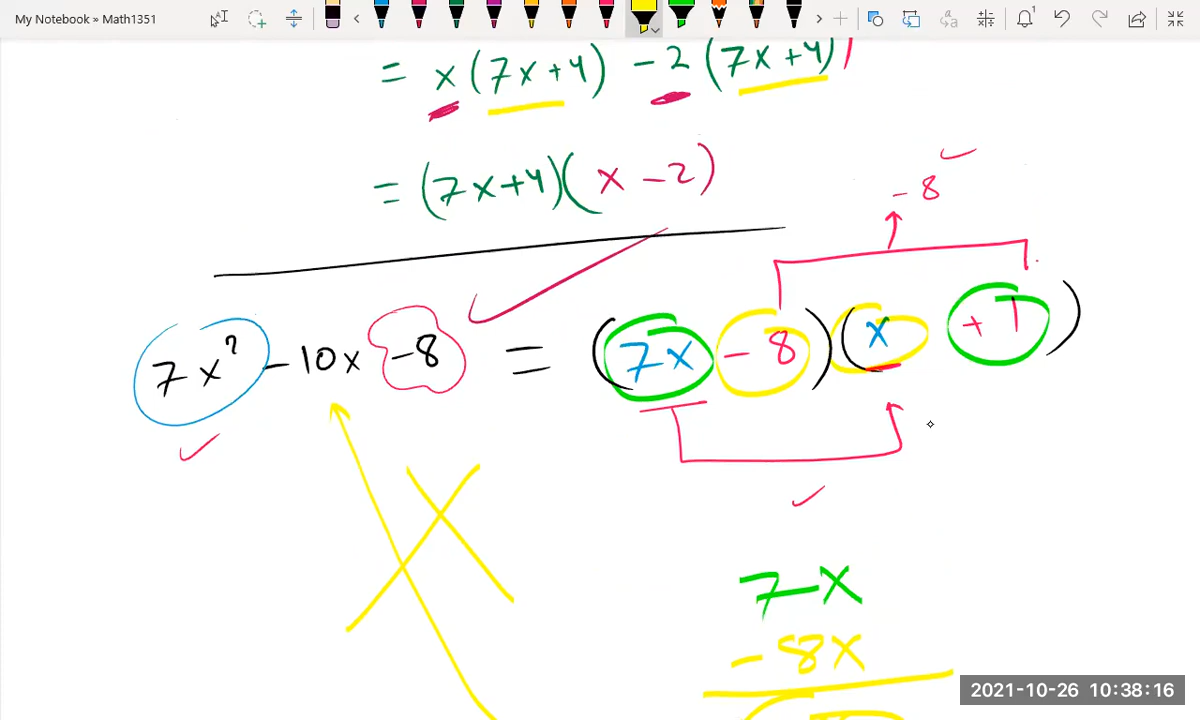 My Notebook » Math1351
= x(7x+4) -2(7x+4)
= (7x+4)(x-2)
-8
7x² -10x -8 = (7x -8)(x +1)
7x
-8x
2021-10-26 10:38:16